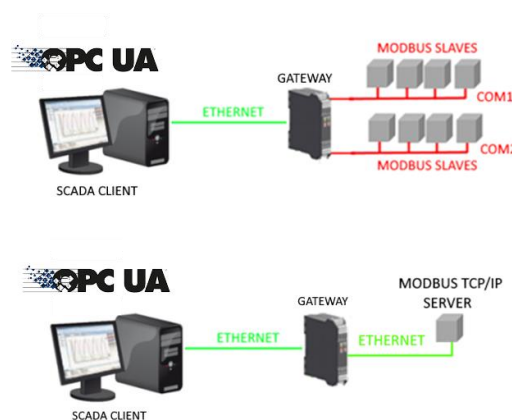 OPC UA
MODBUS SLAVES
GATEWAY
COM1
ETHERNET
COM2
MODBUS SLAVES
SCADA CLIENT
OPC UA
MODBUS TCP/IP
SERVER
GATEWAY
ETHERNET
ETHERNET
SCADA CLIENT